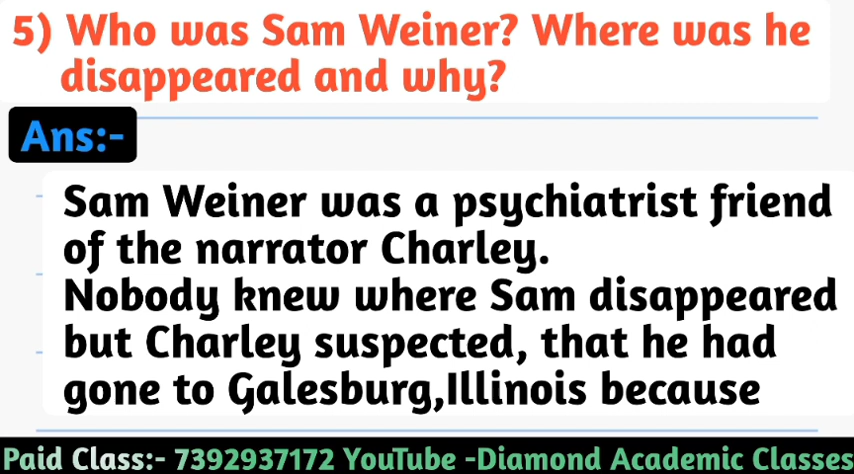 5) Who was Sam Weiner? Where was he
disappeared and why?
Ans:-
Sam Weiner was a psychiatrist friend
of the narrator Charley.
Nobody knew where Sam disappeared
but Charley suspected, that he had
gone to Galesburg,Illinois because
Paid Class:- 7392937172 YouTube -Diamond Academic Classes